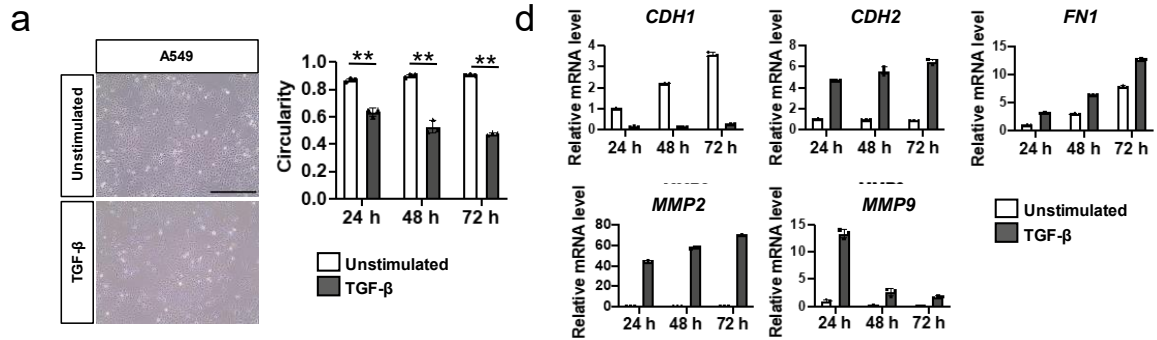 a
A549
Unstimulated
TGF-β
Circularity
1.0
0.8
0.6
0.4
0.2
0.0
**
**
**
24 h
48 h
72 h
Unstimulated
TGF-β
d
CDH1
Relative mRNA level
4
3
2
1
0
24 h
48 h
72 h
CDH2
Relative mRNA level
8
6
4
2
0
24 h
48 h
72 h
FN1
Relative mRNA level
15
10
5
0
24 h
48 h
72 h
MMP2
Relative mRNA level
80
60
40
20
0
24 h
48 h
72 h
MMP9
Relative mRNA level
15
10
5
0
24 h
48 h
72 h
Unstimulated
TGF-β